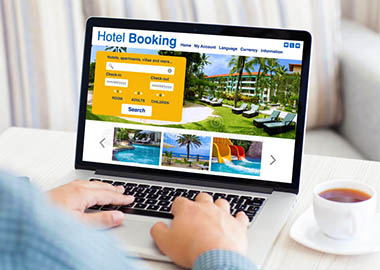 Hotel Booking
Home My Account Language Currency Information
Hotels, apartments, villas and more...
Check-in Check-out
ROOM ADULTS CHILDREN
Search